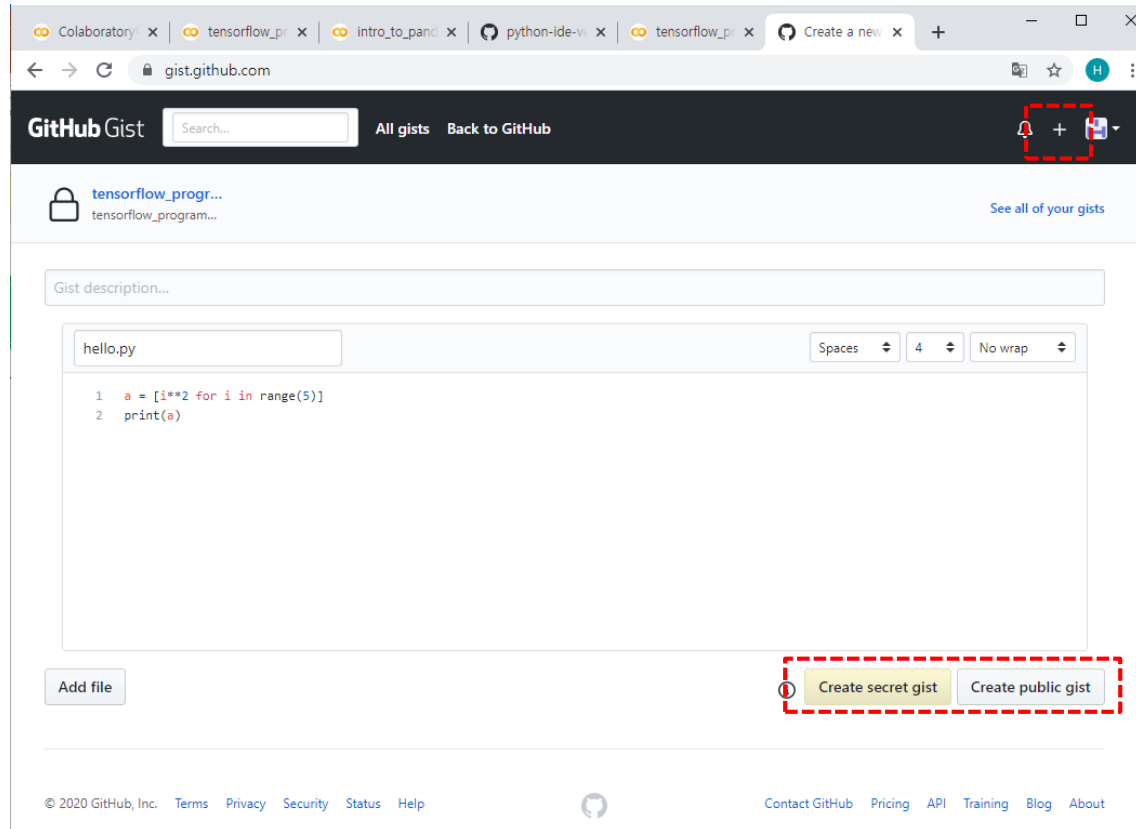 Colaboratory
tensorflow_pr
intro_to_pand
python-ide-v
tensorflow_pr
Create a new
gist.github.com
H
GitHub Gist
Search...
All gists
Back to GitHub
tensorflow_progr...
tensorflow_program...
See all of your gists
Gist description...
hello.py
Spaces
4
No wrap
1 a = [i**2 for i in range(5)]
2 print(a)
Add file
Create secret gist
Create public gist
© 2020 GitHub, Inc. Terms Privacy Security Status Help
Contact GitHub Pricing API Training Blog About